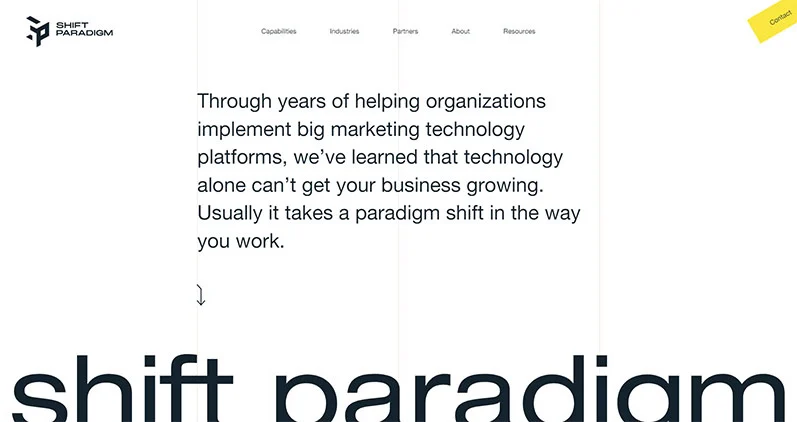 SHIFT
PARADIGM
Capabilities
Industries
Partners
About
Resources
Contact
Through years of helping organizations
implement big marketing technology
platforms, we’ve learned that technology
alone can’t get your business growing.
Usually it takes a paradigm shift in the way
you work.
shift paradigm